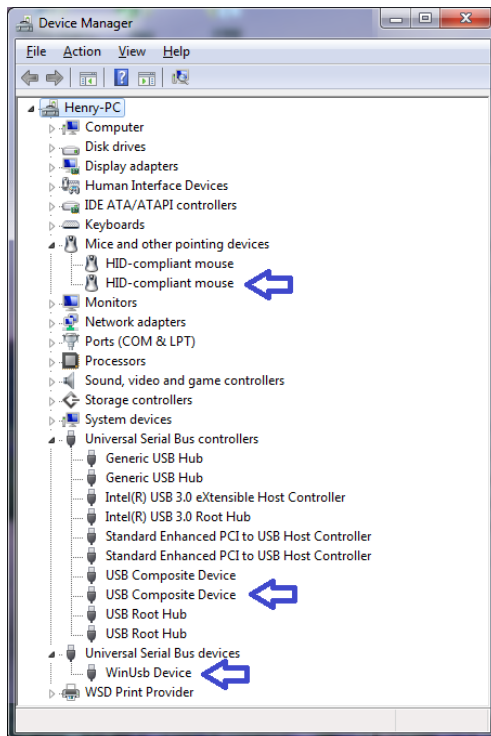 Device Manager
File Action View Help
Henry-PC
Computer
Disk drives
Display adapters
Human Interface Devices
IDE ATA/ATAPI controllers
Keyboards
Mice and other pointing devices
HID-compliant mouse
HID-compliant mouse
Monitors
Network adapters
Ports (COM & LPT)
Processors
Sound, video and game controllers
Storage controllers
System devices
Universal Serial Bus controllers
Generic USB Hub
Generic USB Hub
Intel(R) USB 3.0 eXtensible Host Controller
Intel(R) USB 3.0 Root Hub
Standard Enhanced PCI to USB Host Controller
Standard Enhanced PCI to USB Host Controller
USB Composite Device
USB Composite Device
USB Root Hub
USB Root Hub
Universal Serial Bus devices
WinUsb Device
WSD Print Provider